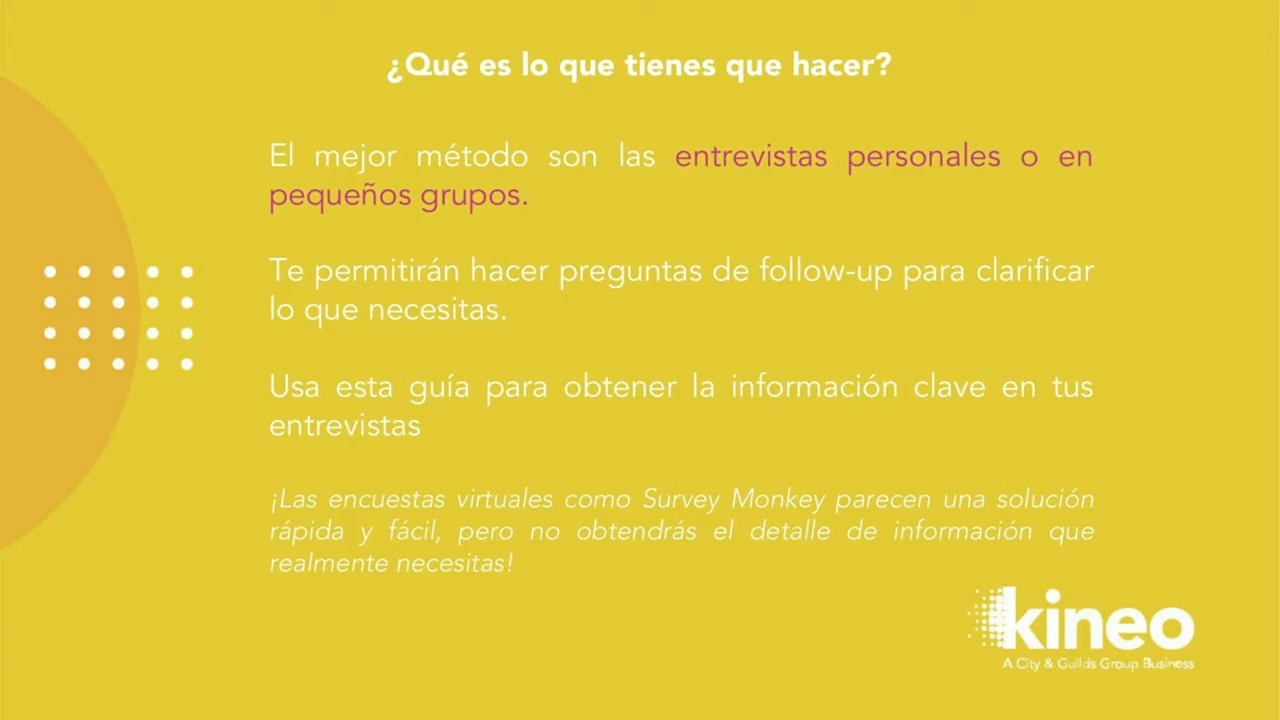 ¿Qué es lo que tienes que hacer?
El mejor método son las entrevistas personales o en
pequeños grupos.
Te permitirán hacer preguntas de follow-up para clarificar
lo que necesitas.
Usa esta guía para obtener la información clave en tus
entrevistas
¡Las encuestas virtuales como Survey Monkey parecen una solución
rápida y fácil, pero no obtendrás el detalle de información que
realmente necesitas!
kineo
A City & Guilds Group Business